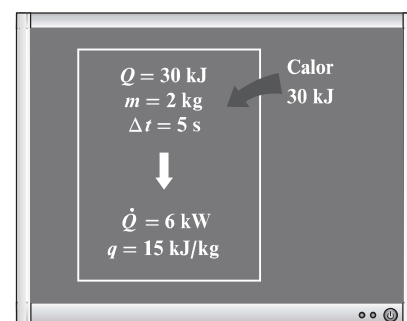 Q = 30 kJ
m = 2 kg
Δt = 5 s
Calor
30 kJ
Q̇ = 6 kW
q = 15 kJ/kg